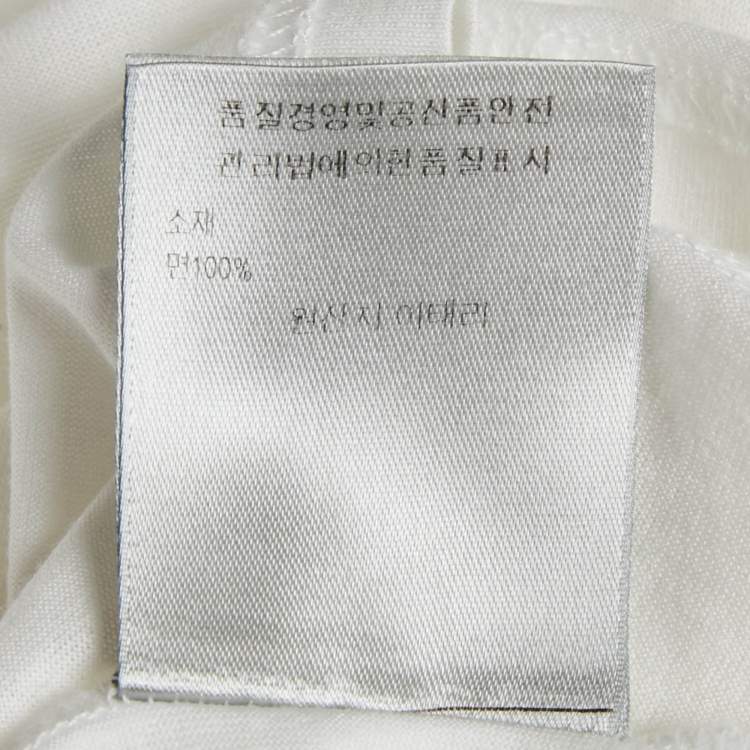 품질경영및공산품안전
관리법에의한품질표시
소재
면100%
원산지 이태리